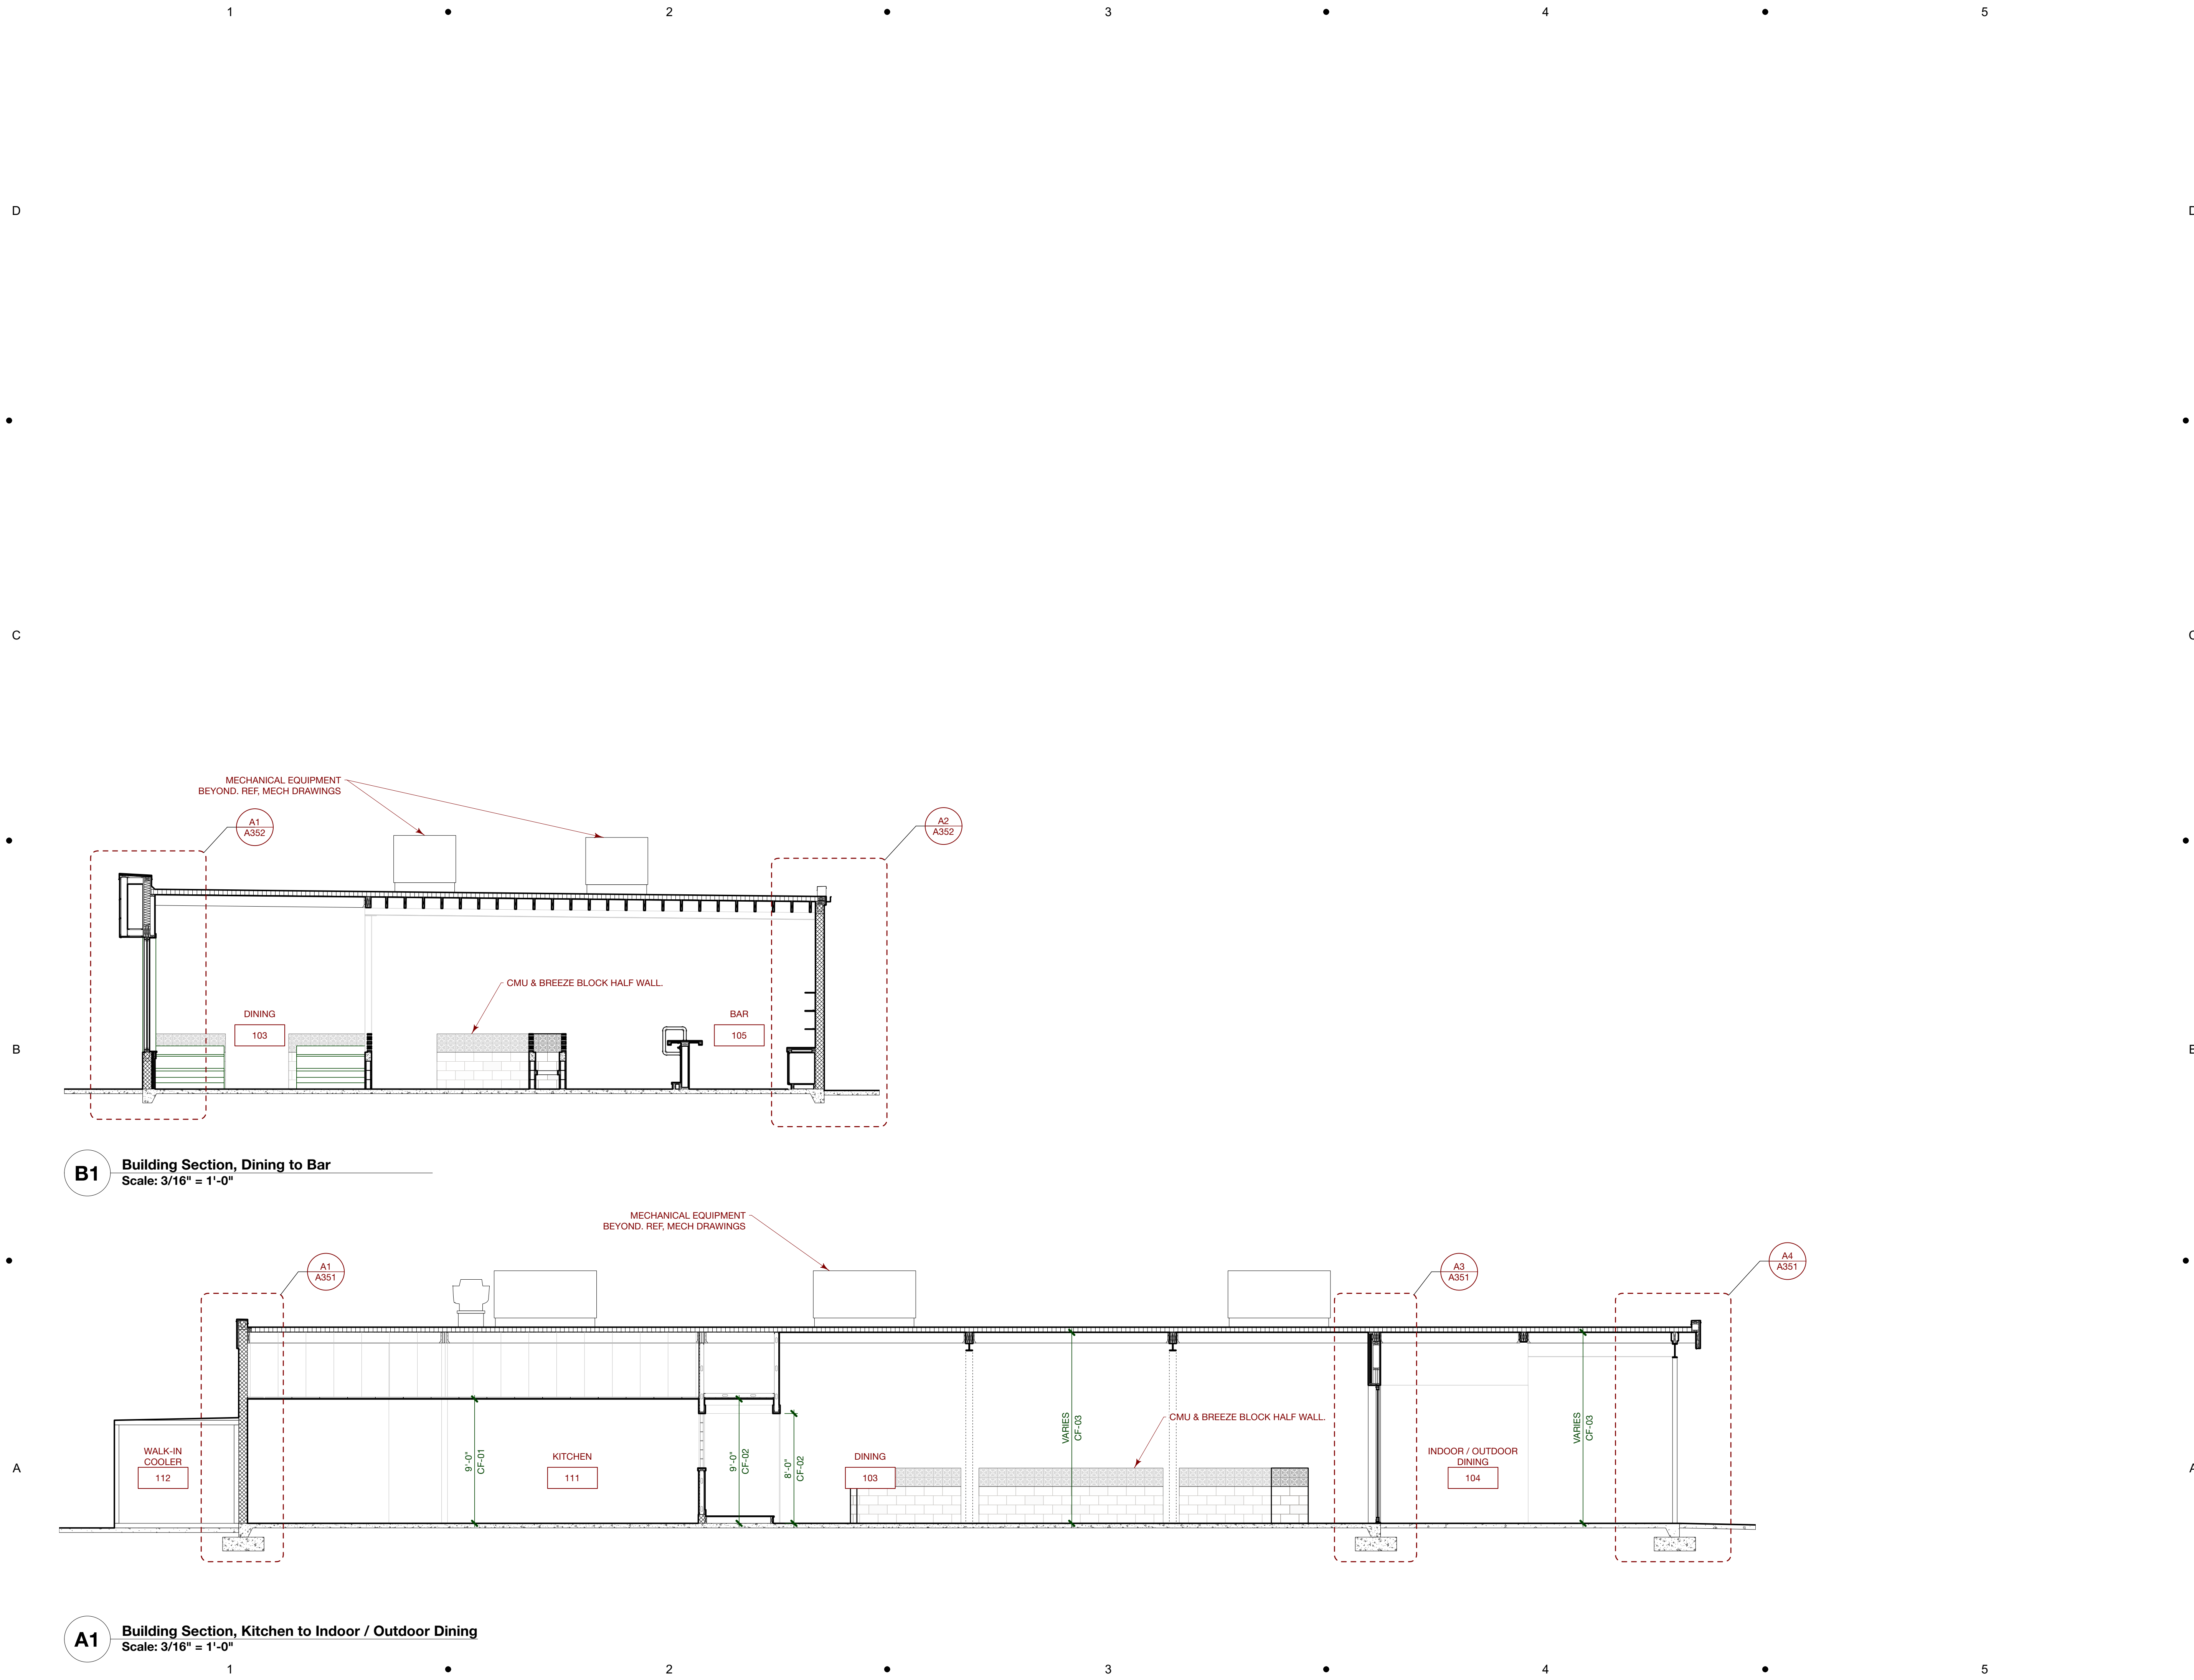 1
2
3
4
5
D
D
C
C
MECHANICAL EQUIPMENT
BEYOND. REF, MECH DRAWINGS
A1
A352
A2
A352
CMU & BREEZE BLOCK HALF WALL.
DINING
103
BAR
105
B
B1
Building Section, Dining to Bar
Scale: 3/16" = 1'-0"
MECHANICAL EQUIPMENT
BEYOND. REF, MECH DRAWINGS
A1
A351
A3
A351
A4
A351
WALK-IN
COOLER
112
9'-0"
CF-01
KITCHEN
111
9'-0"
CF-02
8'-0"
CF-02
DINING
103
VARIES
CF-03
CMU & BREEZE BLOCK HALF WALL.
INDOOR / OUTDOOR
DINING
104
VARIES
CF-03
A
A
A1
Building Section, Kitchen to Indoor / Outdoor Dining
Scale: 3/16" = 1'-0"
1
2
3
4
5